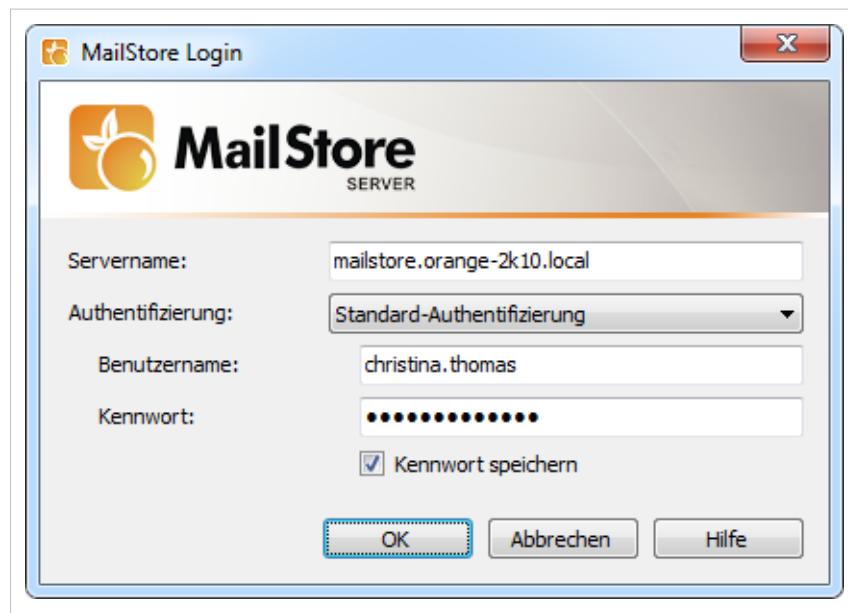 MailStore Login
MailStore
SERVER
Servername: mailstore.orange-2k10.local
Authentifizierung: Standard-Authentifizierung
Benutzername: christina.thomas
Kennwort: •••••••••••••
Kennwort speichern
OK Abbrechen Hilfe